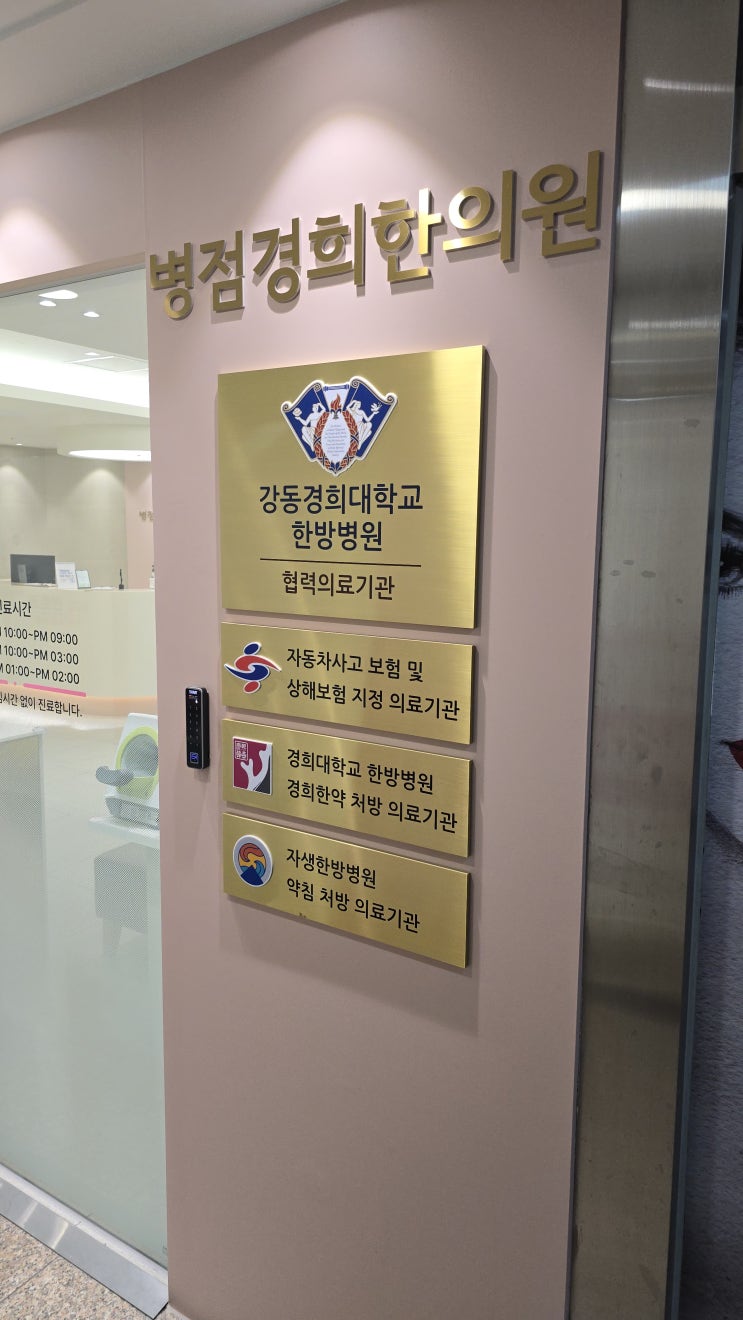 병점경희한의원
강동경희대학교
한방병원
협력의료기관
자동차사고 보험 및
상해보험 지정 의료기관
경희대학교 한방병원
경희한약 처방 의료기관
자생한방병원
약침 처방 의료기관
료시간
10:00~PM 09:00
10:00~PM 03:00
01:00~PM 02:00
시간 없이 진료합니다.